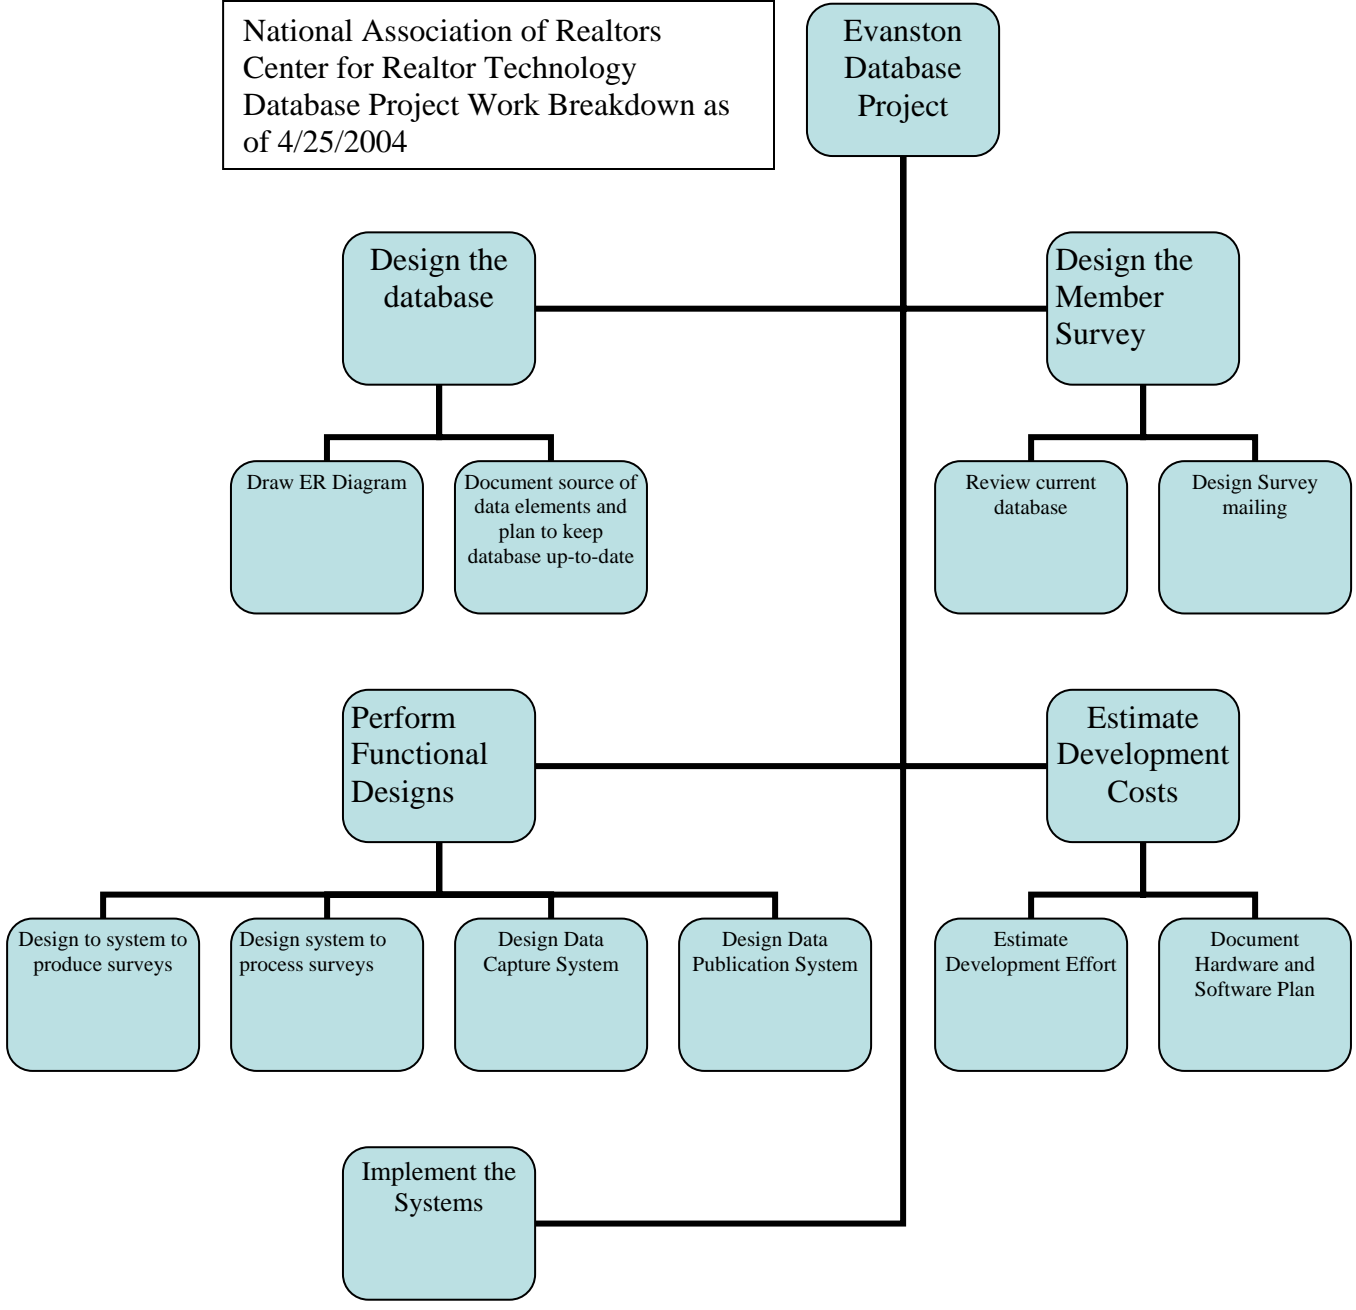 National Association of Realtors
Center for Realtor Technology
Database Project Work Breakdown as
of 4/25/2004
Evanston
Database
Project
Design the
database
Design the
Member
Survey
Draw ER Diagram
Document source of
data elements and
plan to keep
database up-to-date
Review current
database
Design Survey
mailing
Perform
Functional
Designs
Estimate
Development
Costs
Design to system to
produce surveys
Design system to
process surveys
Design Data
Capture System
Design Data
Publication System
Estimate
Development Effort
Document
Hardware and
Software Plan
Implement the
Systems